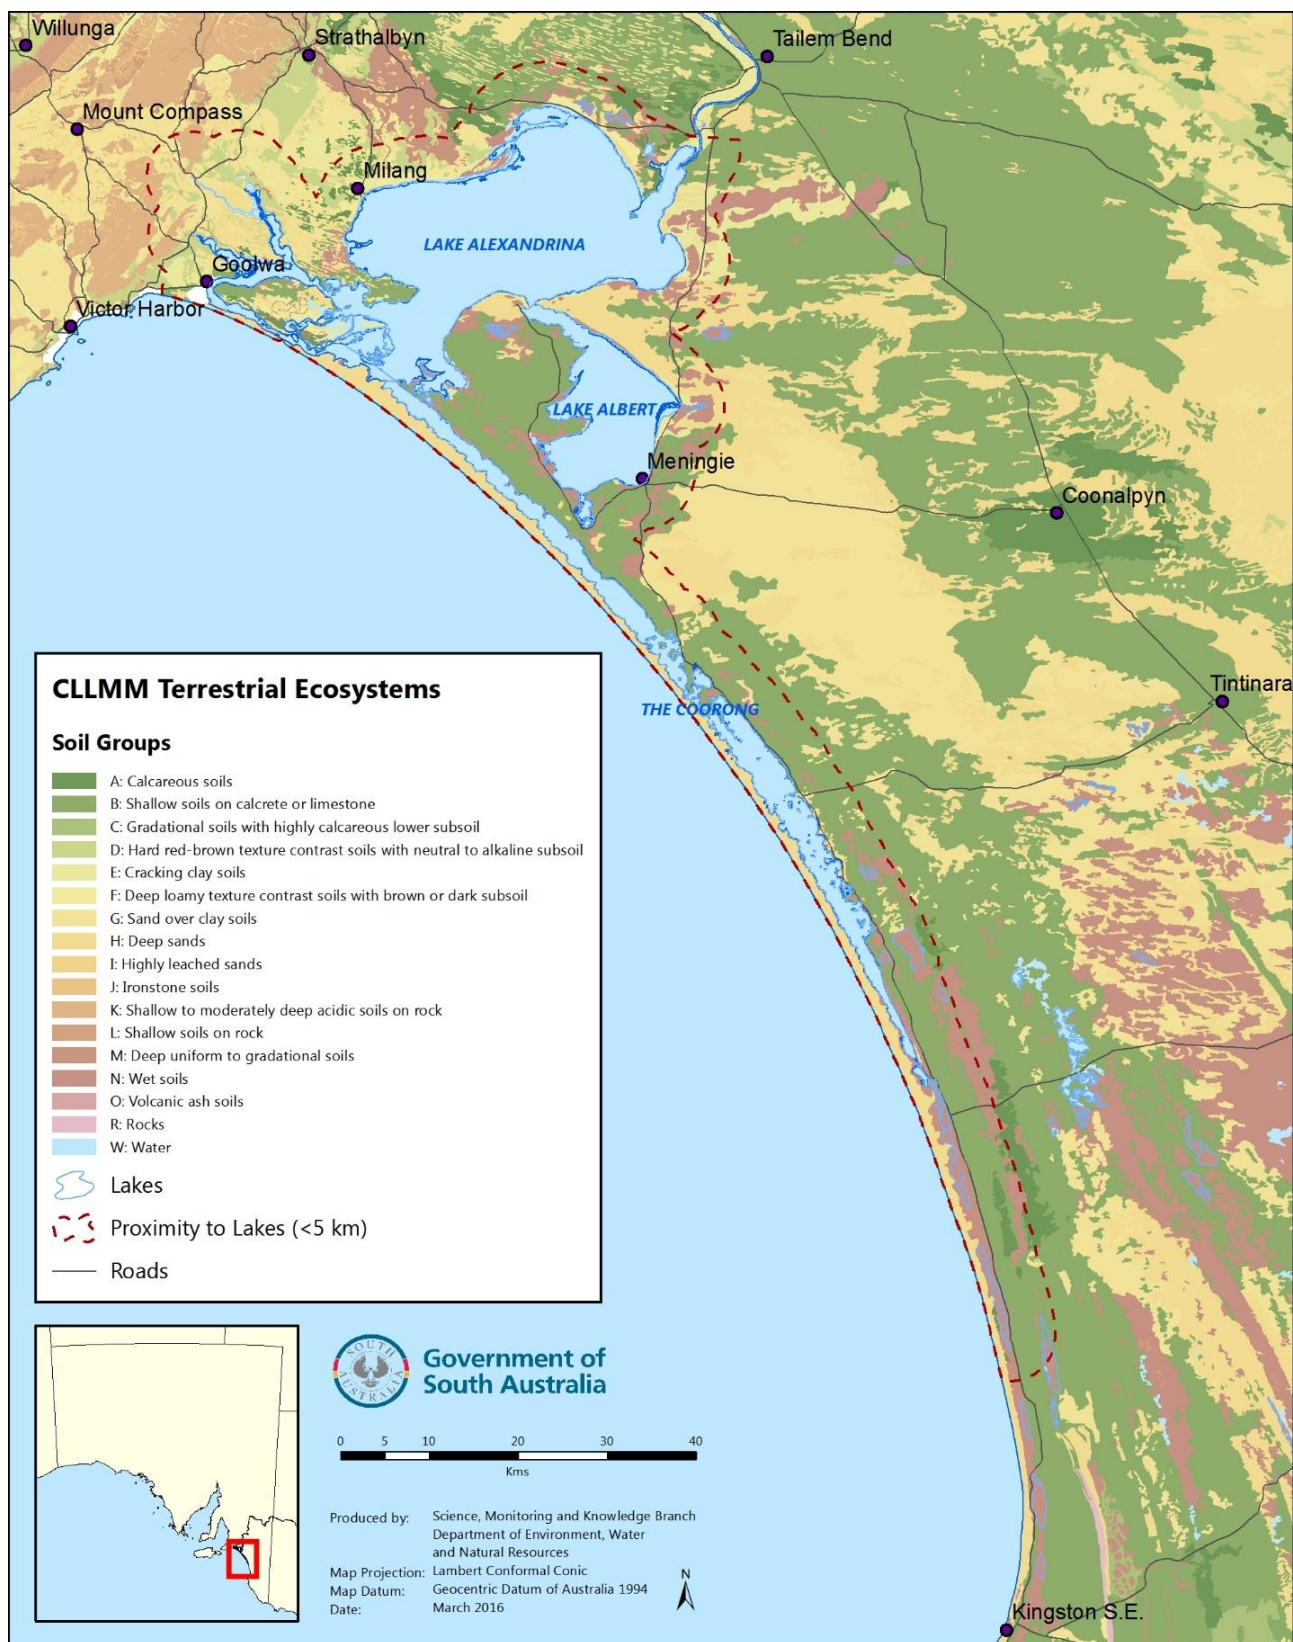 Willunga
Strathalbyn
Tailem Bend
Mount Compass
Milang
LAKE ALEXANDRINA
Goolwa
Victor Harbor
LAKE ALBERT
Meningie
Coonalpyn
Tintinara
THE COORONG
CLLMM Terrestrial Ecosystems
Soil Groups
A: Calcareous soils
B: Shallow soils on calcrete or limestone
C: Gradational soils with highly calcareous lower subsoil
D: Hard red-brown texture contrast soils with neutral to alkaline subsoil
E: Cracking clay soils
F: Deep loamy texture contrast soils with brown or dark subsoil
G: Sand over clay soils
H: Deep sands
I: Highly leached sands
J: Ironstone soils
K: Shallow to moderately deep acidic soils on rock
L: Shallow soils on rock
M: Deep uniform to gradational soils
N: Wet soils
O: Volcanic ash soils
R: Rocks
W: Water
Lakes
Proximity to Lakes (<5 km)
Roads
SOUTH AUSTRALIA
Government of
South Australia
0 5 10 20 30 40
Kms
Produced by: Science, Monitoring and Knowledge Branch
Department of Environment, Water
and Natural Resources
Map Projection: Lambert Conformal Conic
Map Datum: Geocentric Datum of Australia 1994
Date: March 2016
N
Kingston S.E.